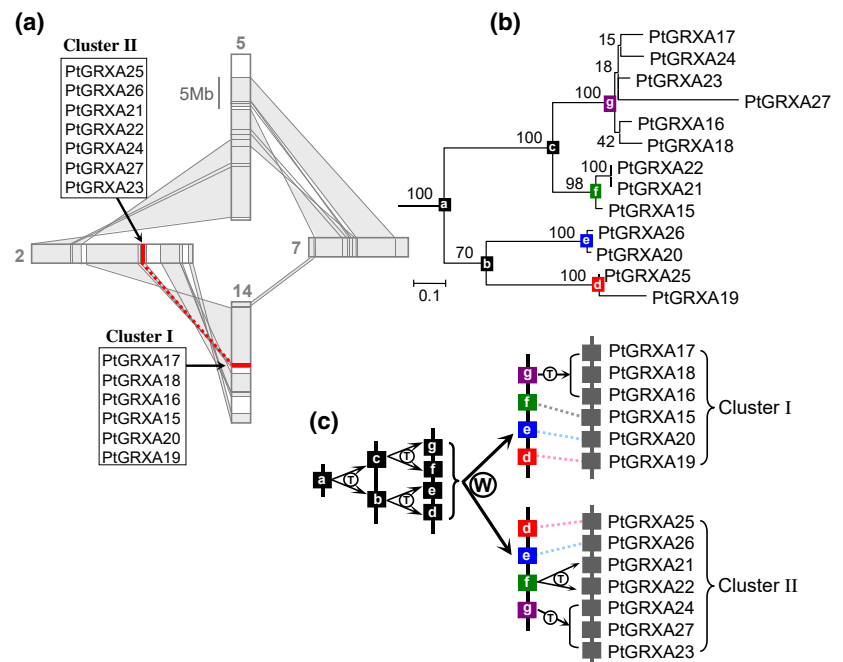 (a)
Cluster II
PtGRXA25
PtGRXA26
PtGRXA21
PtGRXA22
PtGRXA24
PtGRXA27
PtGRXA23
5
5Mb
2
7
14
Cluster I
PtGRXA17
PtGRXA18
PtGRXA16
PtGRXA15
PtGRXA20
PtGRXA19
(b)
15
PtGRXA17
PtGRXA24
18
PtGRXA23
100
g
PtGRXA27
PtGRXA16
42
PtGRXA18
100
c
100
PtGRXA22
PtGRXA21
98
f
PtGRXA15
100
a
100
e
PtGRXA26
PtGRXA20
70
b
100
d
PtGRXA25
PtGRXA19
0.1
(c)
a
T
c
b
T
T
g
f
e
d
W
g
T
f
e
d
PtGRXA17
PtGRXA18
PtGRXA16
PtGRXA15
PtGRXA20
PtGRXA19
Cluster I
d
e
f
T
g
T
PtGRXA25
PtGRXA26
PtGRXA21
PtGRXA22
PtGRXA24
PtGRXA27
PtGRXA23
Cluster II